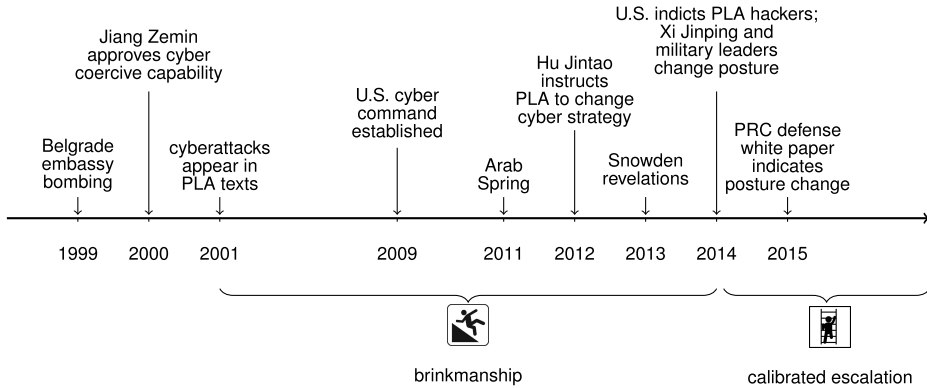 Jiang Zemin
approves cyber
coercive capability
U.S. indicts PLA hackers;
Xi Jinping and
military leaders
change posture
Hu Jintao
instructs
PLA to change
cyber strategy
U.S. cyber
command
established
Belgrade
embassy
bombing
cyberattacks
appear in
PLA texts
Arab
Spring
Snowden
revelations
PRC defense
white paper
indicates
posture change
1999 2000 2001 2009 2011 2012 2013 2014 2015
brinkmanship
calibrated escalation